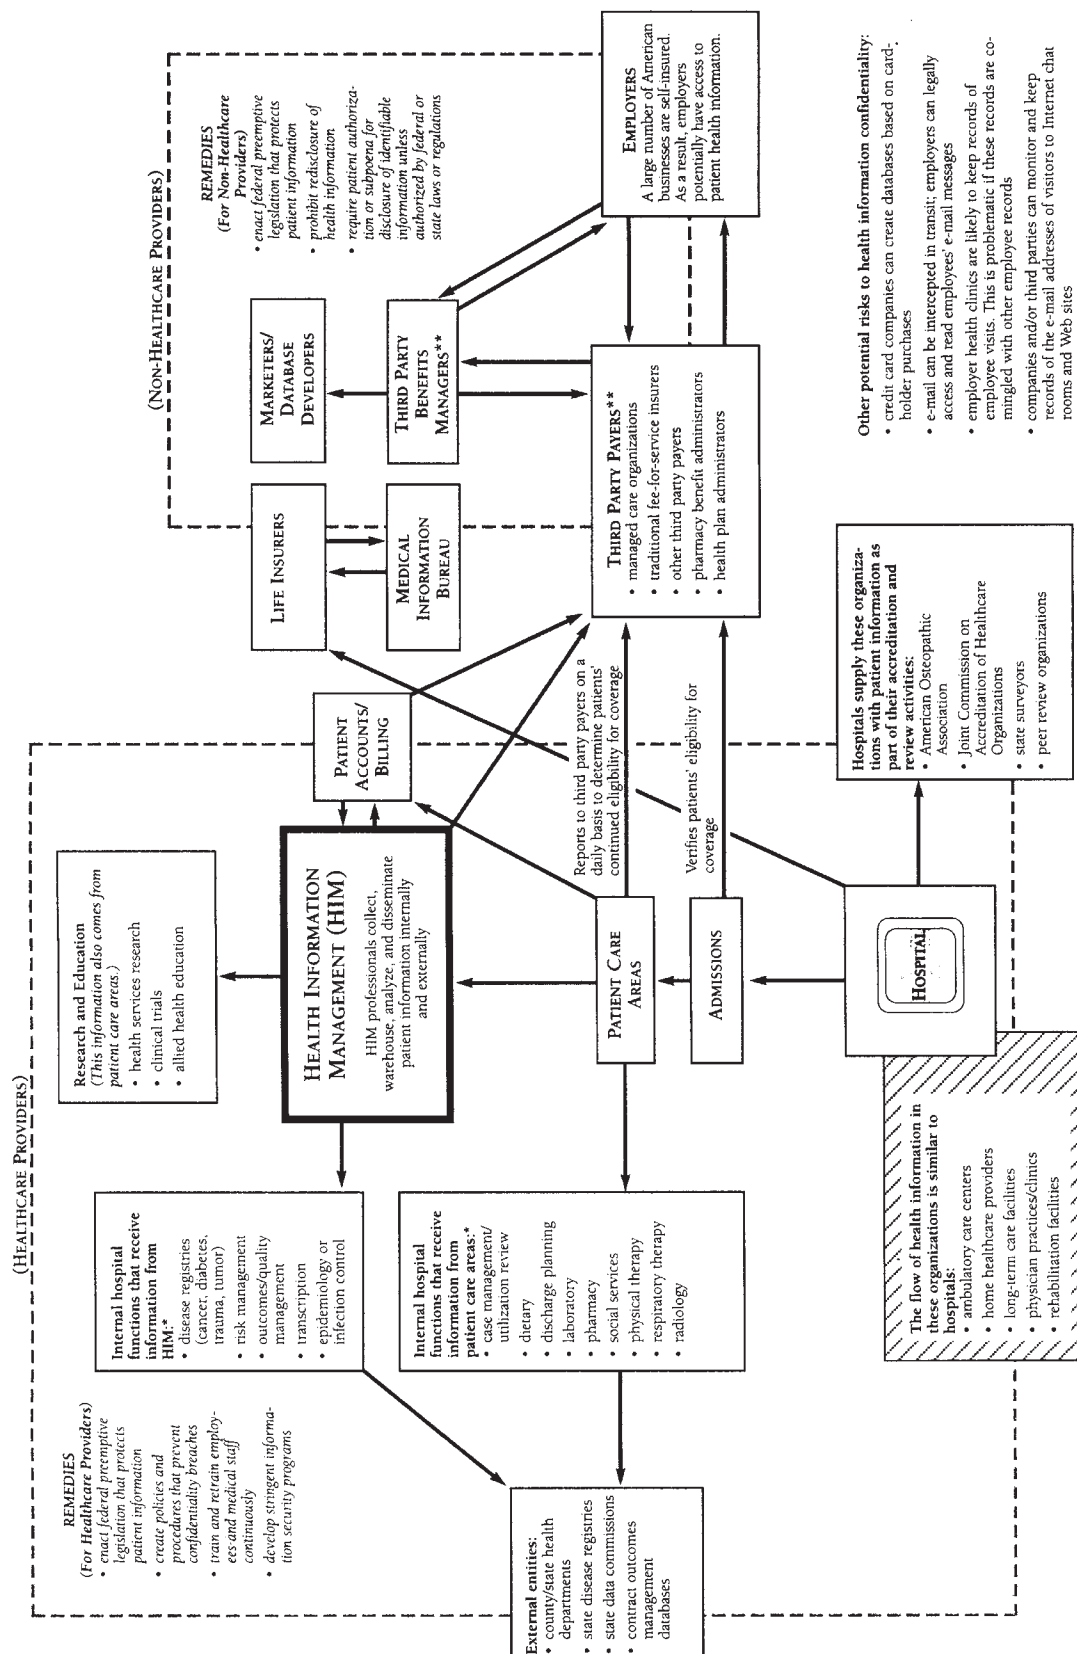 (HEALTHCARE PROVIDERS)
REMEDIES
(For Healthcare Providers)
• enact federal preemptive
legislation that protects
patient information
• create policies and
procedures that prevent
confidentiality breaches
• train and retrain employ-
ees and medical staff
continuously
• develop stringent informa-
tion security programs
Internal hospital
functions that receive
information from
HIM:*
• disease registries
(cancer, diabetes,
trauma, tumor)
• risk management
• outcomes/quality
management
• transcription
• epidemiology or
infection control
Research and Education
(This information also comes from
patient care areas.)
• health services research
• clinical trials
• allied health education
HEALTH INFORMATION
MANAGEMENT (HIM)
HIM professionals collect,
warehouse, analyze, and disseminate
patient information internally
and externally
PATIENT
ACCOUNTS/
BILLING
External entities:
• county/state health
departments
• state disease registries
• state data commissions
• contract outcomes
management
databases
Internal hospital
functions that receive
information from
patient care areas:*
• case management/
utilization review
• dietary
• discharge planning
• laboratory
• pharmacy
• social services
• physical therapy
• respiratory therapy
• radiology
PATIENT CARE
AREAS
Reports to third party payers on a
daily basis to determine patients'
continued eligibility for coverage
ADMISSIONS
Verifies patients' eligibility for
coverage
HOSPITAL
The flow of health information in
these organizations is similar to
hospitals:
• ambulatory care centers
• home healthcare providers
• long-term care facilities
• physician practices/clinics
• rehabilitation facilities
Hospitals supply these organiza-
tions with patient information as
part of their accreditation and
review activities:
• American Osteopathic
Association
• Joint Commission on
Accreditation of Healthcare
Organizations
• state surveyors
• peer review organizations
(NON-HEALTHCARE PROVIDERS)
LIFE INSURERS
MEDICAL
INFORMATION
BUREAU
MARKETERS/
DATABASE
DEVELOPERS
THIRD PARTY
BENEFITS
MANAGERS**
REMEDIES
(For Non-Healthcare
Providers)
• enact federal preemptive
legislation that protects
patient information
• prohibit redisclosure of
health information
• require patient authoriza-
tion or subpoena for
disclosure of identifiable
information unless
authorized by federal or
state laws or regulations
THIRD PARTY PAYERS**
• managed care organizations
• traditional fee-for-service insurers
• other third party payers
• pharmacy benefit administrators
• health plan administrators
EMPLOYERS
A large number of American
businesses are self-insured.
As a result, employers
potentially have access to
patient health information.
Other potential risks to health information confidentiality:
• credit card companies can create databases based on card-
holder purchases
• e-mail can be intercepted in transit; employers can legally
access and read employees' e-mail messages
• employer health clinics are likely to keep records of
employee visits. This is problematic if these records are co-
mingled with other employee records
• companies and/or third parties can monitor and keep
records of the e-mail addresses of visitors to Internet chat
rooms and Web sites